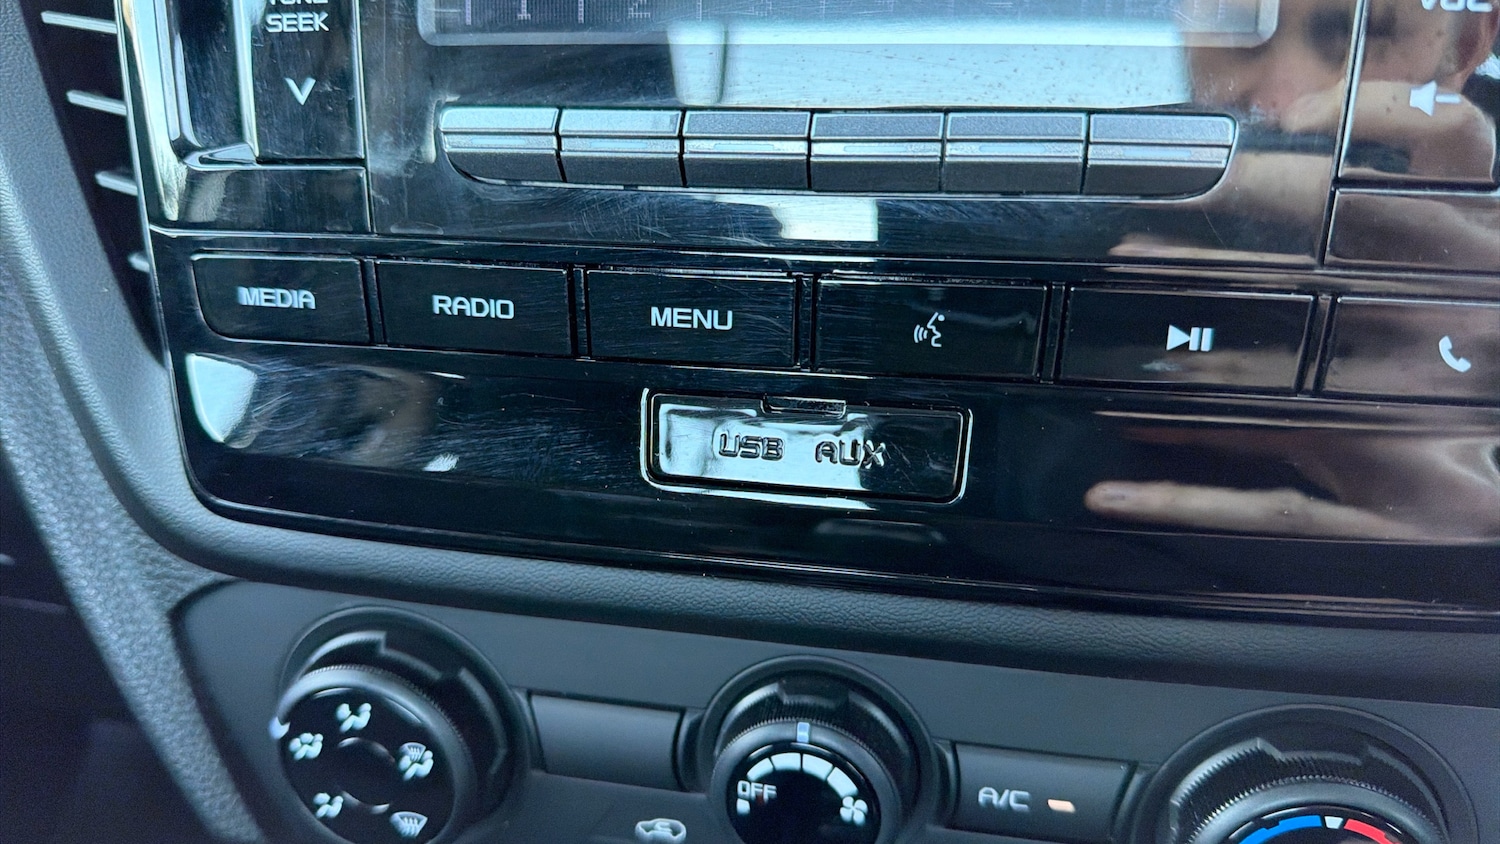 SEEK
MEDIA
RADIO
MENU
USB AUX
OFF
A/C